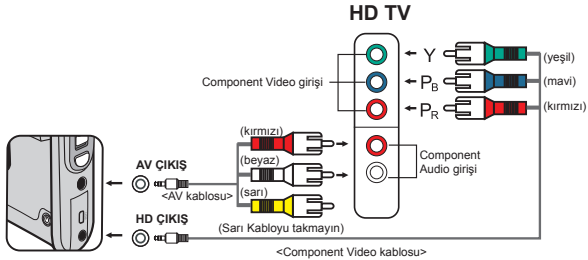 HD TV
Y
(yeşil)
Component Video girişi
PB
(mavi)
PR
(kırmızı)
(kırmızı)
Component
Audio girişi
(beyaz)
AV ÇIKIŞ
<AV kablosu>
(sarı)
HD ÇIKIŞ
(Sarı Kabloyu takmayın)
<Component Video kablosu>